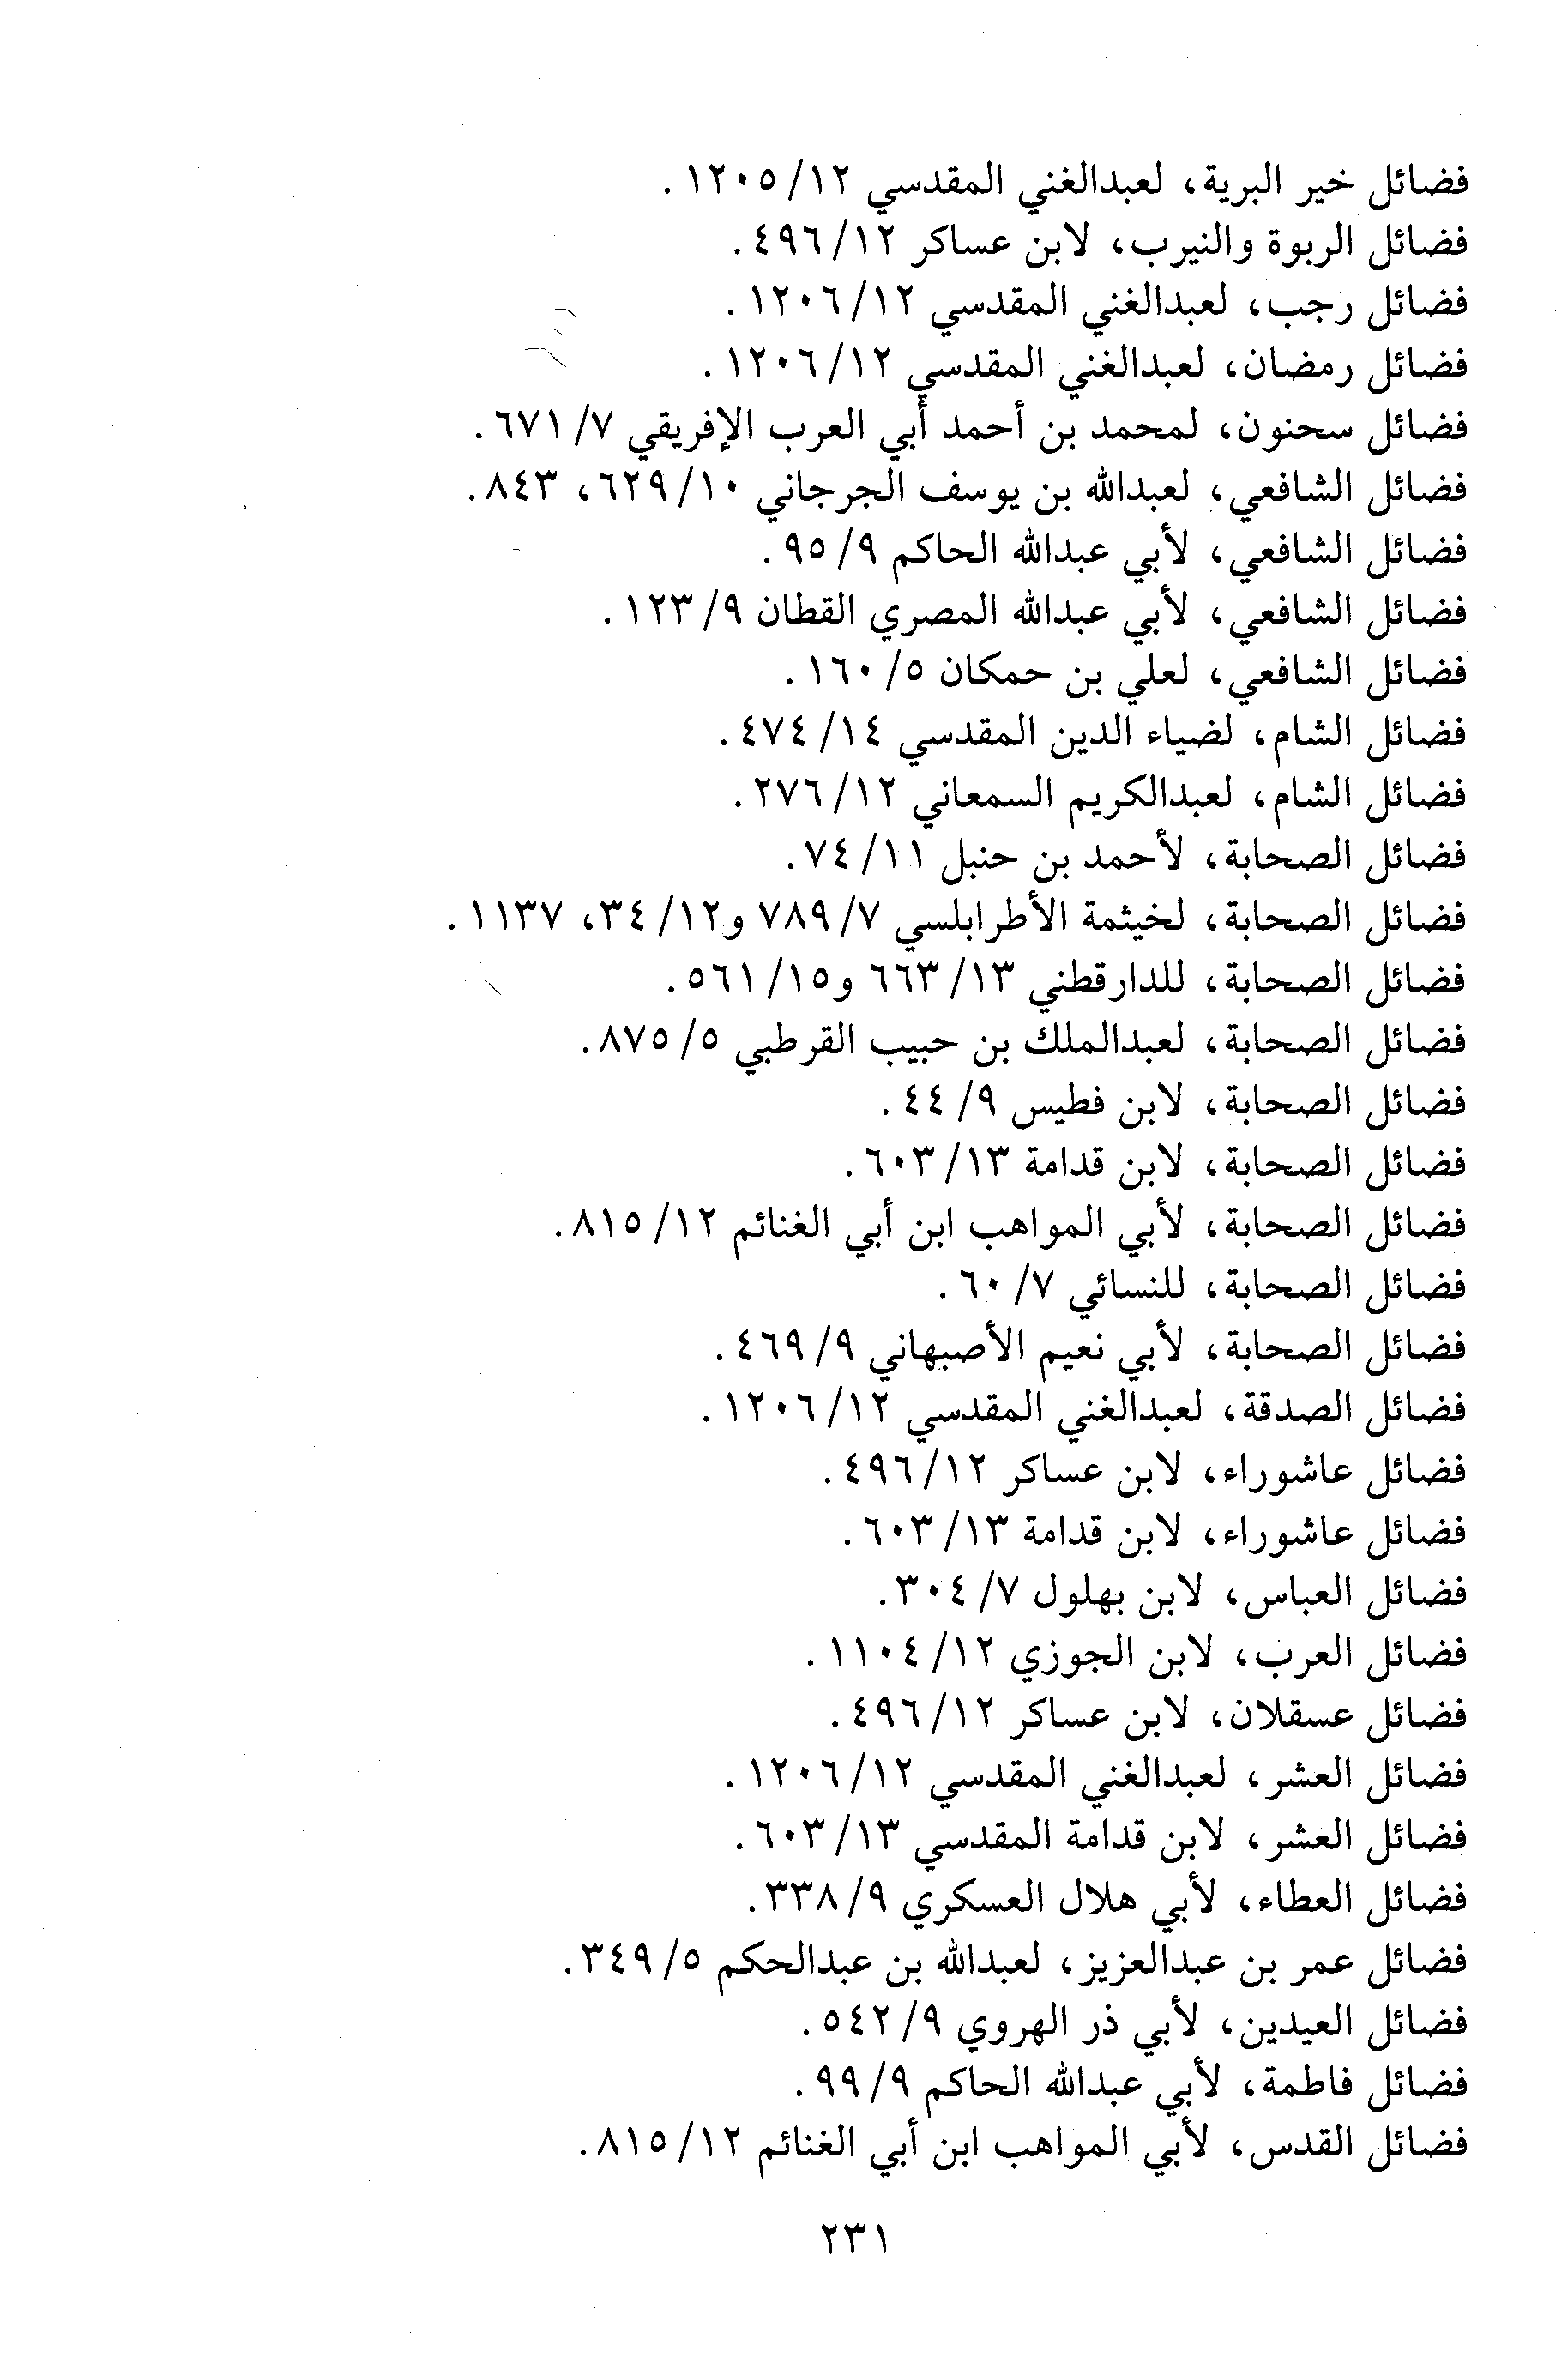 فضائل خير البرية، لعبدالغني المقدسي ١٢/ ١٢٠٥.
فضائل الربوة والنيرب، لابن عساكر ١٢/ ٤٩٦.
فضائل رجب، لعبدالغني المقدسي ١٢/ ١٢٠٦.
فضائل رمضان، لعبدالغني المقدسي ١٢/ ١٢٠٦.
فضائل سحنون، لمحمد بن أحمد أبي العرب الإفريقي ٧/ ٦٧١.
فضائل الشافعي، لعبدالله بن يوسف الجرجاني ١٠/ ٦٢٩، ٨٤٣.
فضائل الشافعي، لأبي عبدالله الحاكم ٩/ ٩٥.
فضائل الشافعي، لأبي عبدالله المصري القطان ٩/ ١٢٣.
فضائل الشافعي، لعلي بن حمكان ٥/ ١٦٠.
فضائل الشام، لضياء الدين المقدسي ١٤/ ٤٧٤.
فضائل الشام، لعبدالكريم السمعاني ١٢/ ٢٧٦.
فضائل الصحابة، لأحمد بن حنبل ١١/ ٧٤.
فضائل الصحابة، لخيثمة الأطرابلسي ٧/ ٧٨٩ و١٢/ ٣٤، ١١٣٧.
فضائل الصحابة، للدارقطني ١٣/ ٦٦٣ و١٥/ ٥٦١.
فضائل الصحابة، لعبدالملك بن حبيب القرطبي ٥/ ٨٧٥.
فضائل الصحابة، لابن فطيس ٩/ ٤٤.
فضائل الصحابة، لابن قدامة ١٣/ ٦٠٣.
فضائل الصحابة، لأبي المواهب ابن أبي الغنائم ١٢/ ٨١٥.
فضائل الصحابة، للنسائي ٧/ ٦٠.
فضائل الصحابة، لأبي نعيم الأصبهاني ٩/ ٤٦٩.
فضائل الصدقة، لعبدالغني المقدسي ١٢/ ١٢٠٦.
فضائل عاشوراء، لابن عساكر ١٢/ ٤٩٦.
فضائل عاشوراء، لابن قدامة ١٣/ ٦٠٣.
فضائل العباس، لابن بهلول ٧/ ٣٠٤.
فضائل العرب، لابن الجوزي ١٢/ ١١٠٤.
فضائل عسقلان، لابن عساكر ١٢/ ٤٩٦.
فضائل العشر، لعبدالغني المقدسي ١٢/ ١٢٠٦.
فضائل العشر، لابن قدامة المقدسي ١٣/ ٦٠٣.
فضائل العطاء، لأبي هلال العسكري ٩/ ٣٣٨.
فضائل عمر بن عبدالعزيز، لعبدالله بن عبدالحكم ٥/ ٣٤٩.
فضائل العيدين، لأبي ذر الهروي ٩/ ٥٤٢.
فضائل فاطمة، لأبي عبدالله الحاكم ٩/ ٩٩.
فضائل القدس، لأبي المواهب ابن أبي الغنائم ١٢/ ٨١٥.
٢٣١